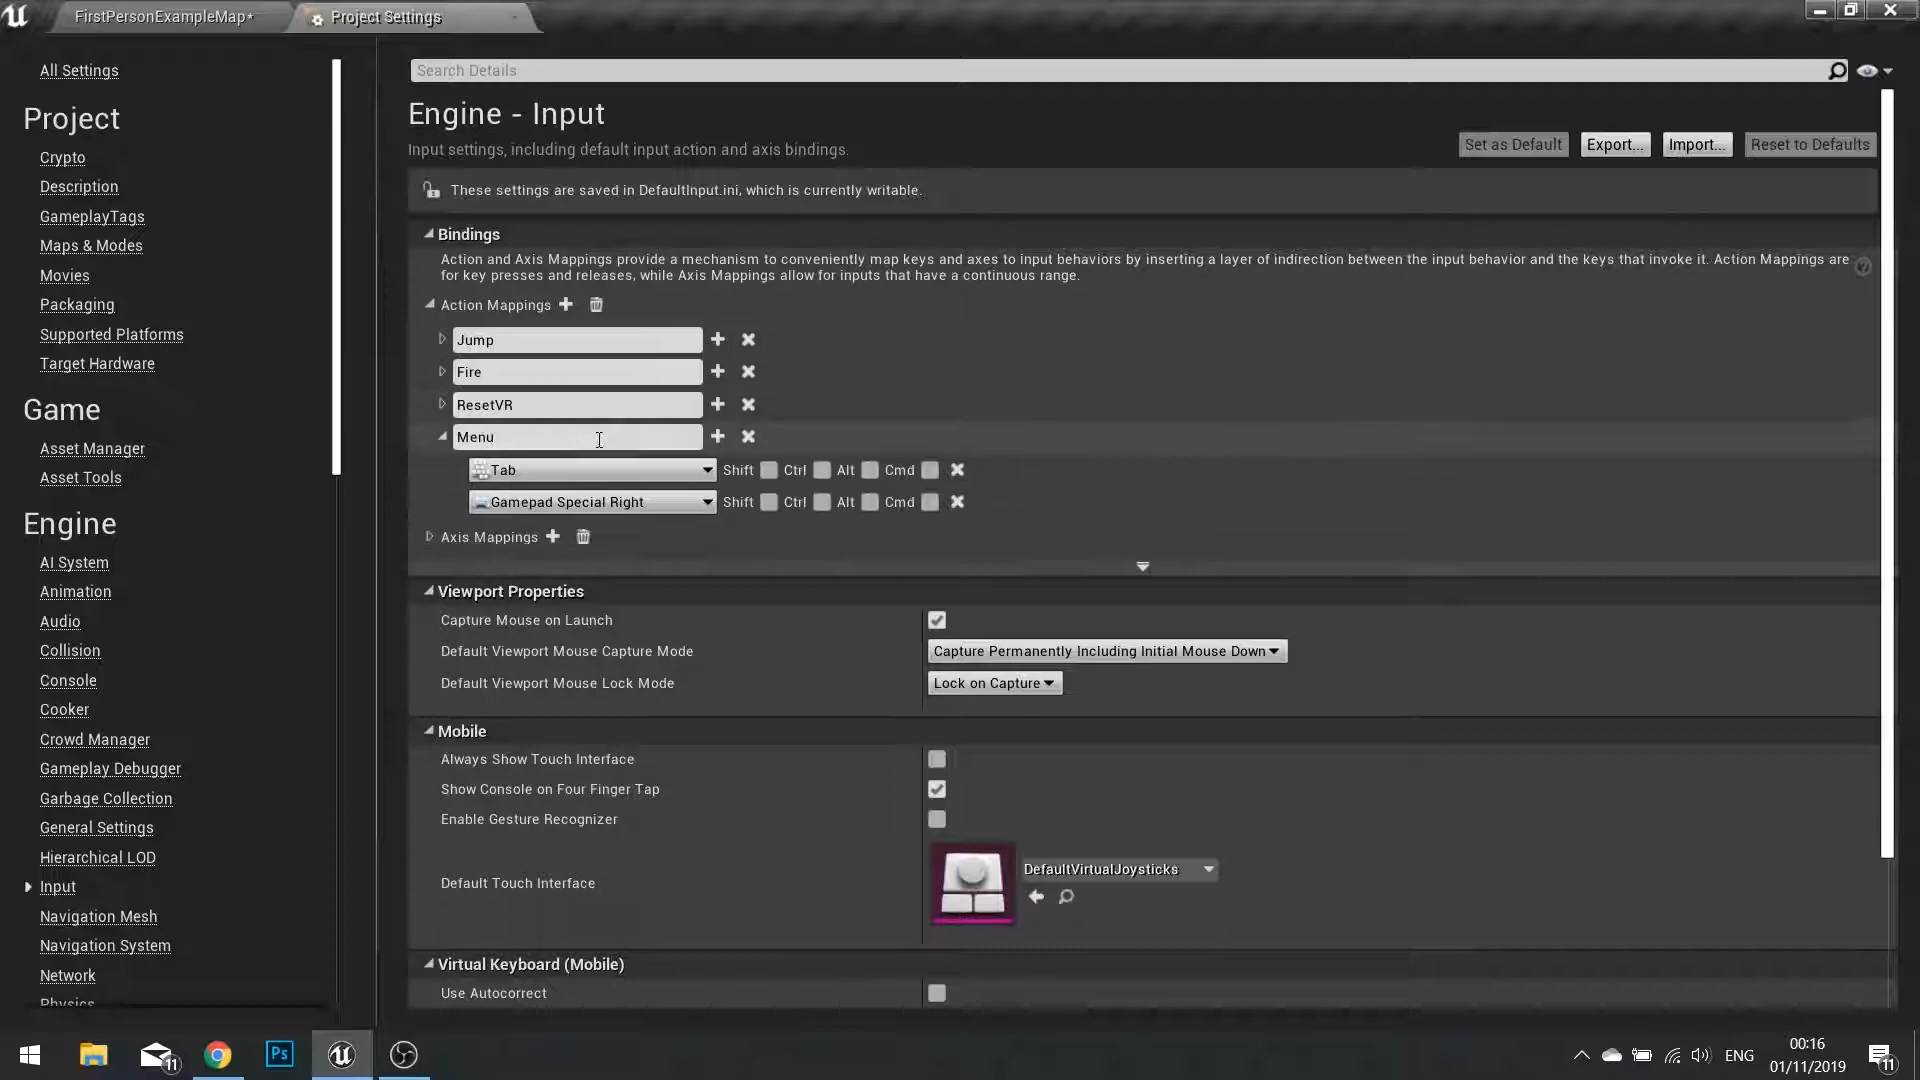 FirstPersonExampleMap*
Project Settings
All Settings
Project
Crypto
Description
GameplayTags
Maps & Modes
Movies
Packaging
Supported Platforms
Target Hardware
Game
Asset Manager
Asset Tools
Engine
AI System
Animation
Audio
Collision
Console
Cooker
Crowd Manager
Gameplay Debugger
Garbage Collection
General Settings
Hierarchical LOD
Input
Navigation Mesh
Navigation System
Network
Physics
Search Details
Engine - Input
Input settings, including default input action and axis bindings.
Set as Default
Export...
Import...
Reset to Defaults
These settings are saved in DefaultInput.ini, which is currently writable.
Bindings
Action and Axis Mappings provide a mechanism to conveniently map keys and axes to input behaviors by inserting a layer of indirection between the input behavior and the keys that invoke it. Action Mappings are
for key presses and releases, while Axis Mappings allow for inputs that have a continuous range.
Action Mappings
Jump
Fire
ResetVR
Menu
Tab Shift Ctrl Alt Cmd
Gamepad Special Right Shift Ctrl Alt Cmd
Axis Mappings
Viewport Properties
Capture Mouse on Launch
Default Viewport Mouse Capture Mode Capture Permanently Including Initial Mouse Down
Default Viewport Mouse Lock Mode Lock on Capture
Mobile
Always Show Touch Interface
Show Console on Four Finger Tap
Enable Gesture Recognizer
Default Touch Interface DefaultVirtualJoysticks
Virtual Keyboard (Mobile)
Use Autocorrect
11
Ps
ENG
00:16
01/11/2019
11